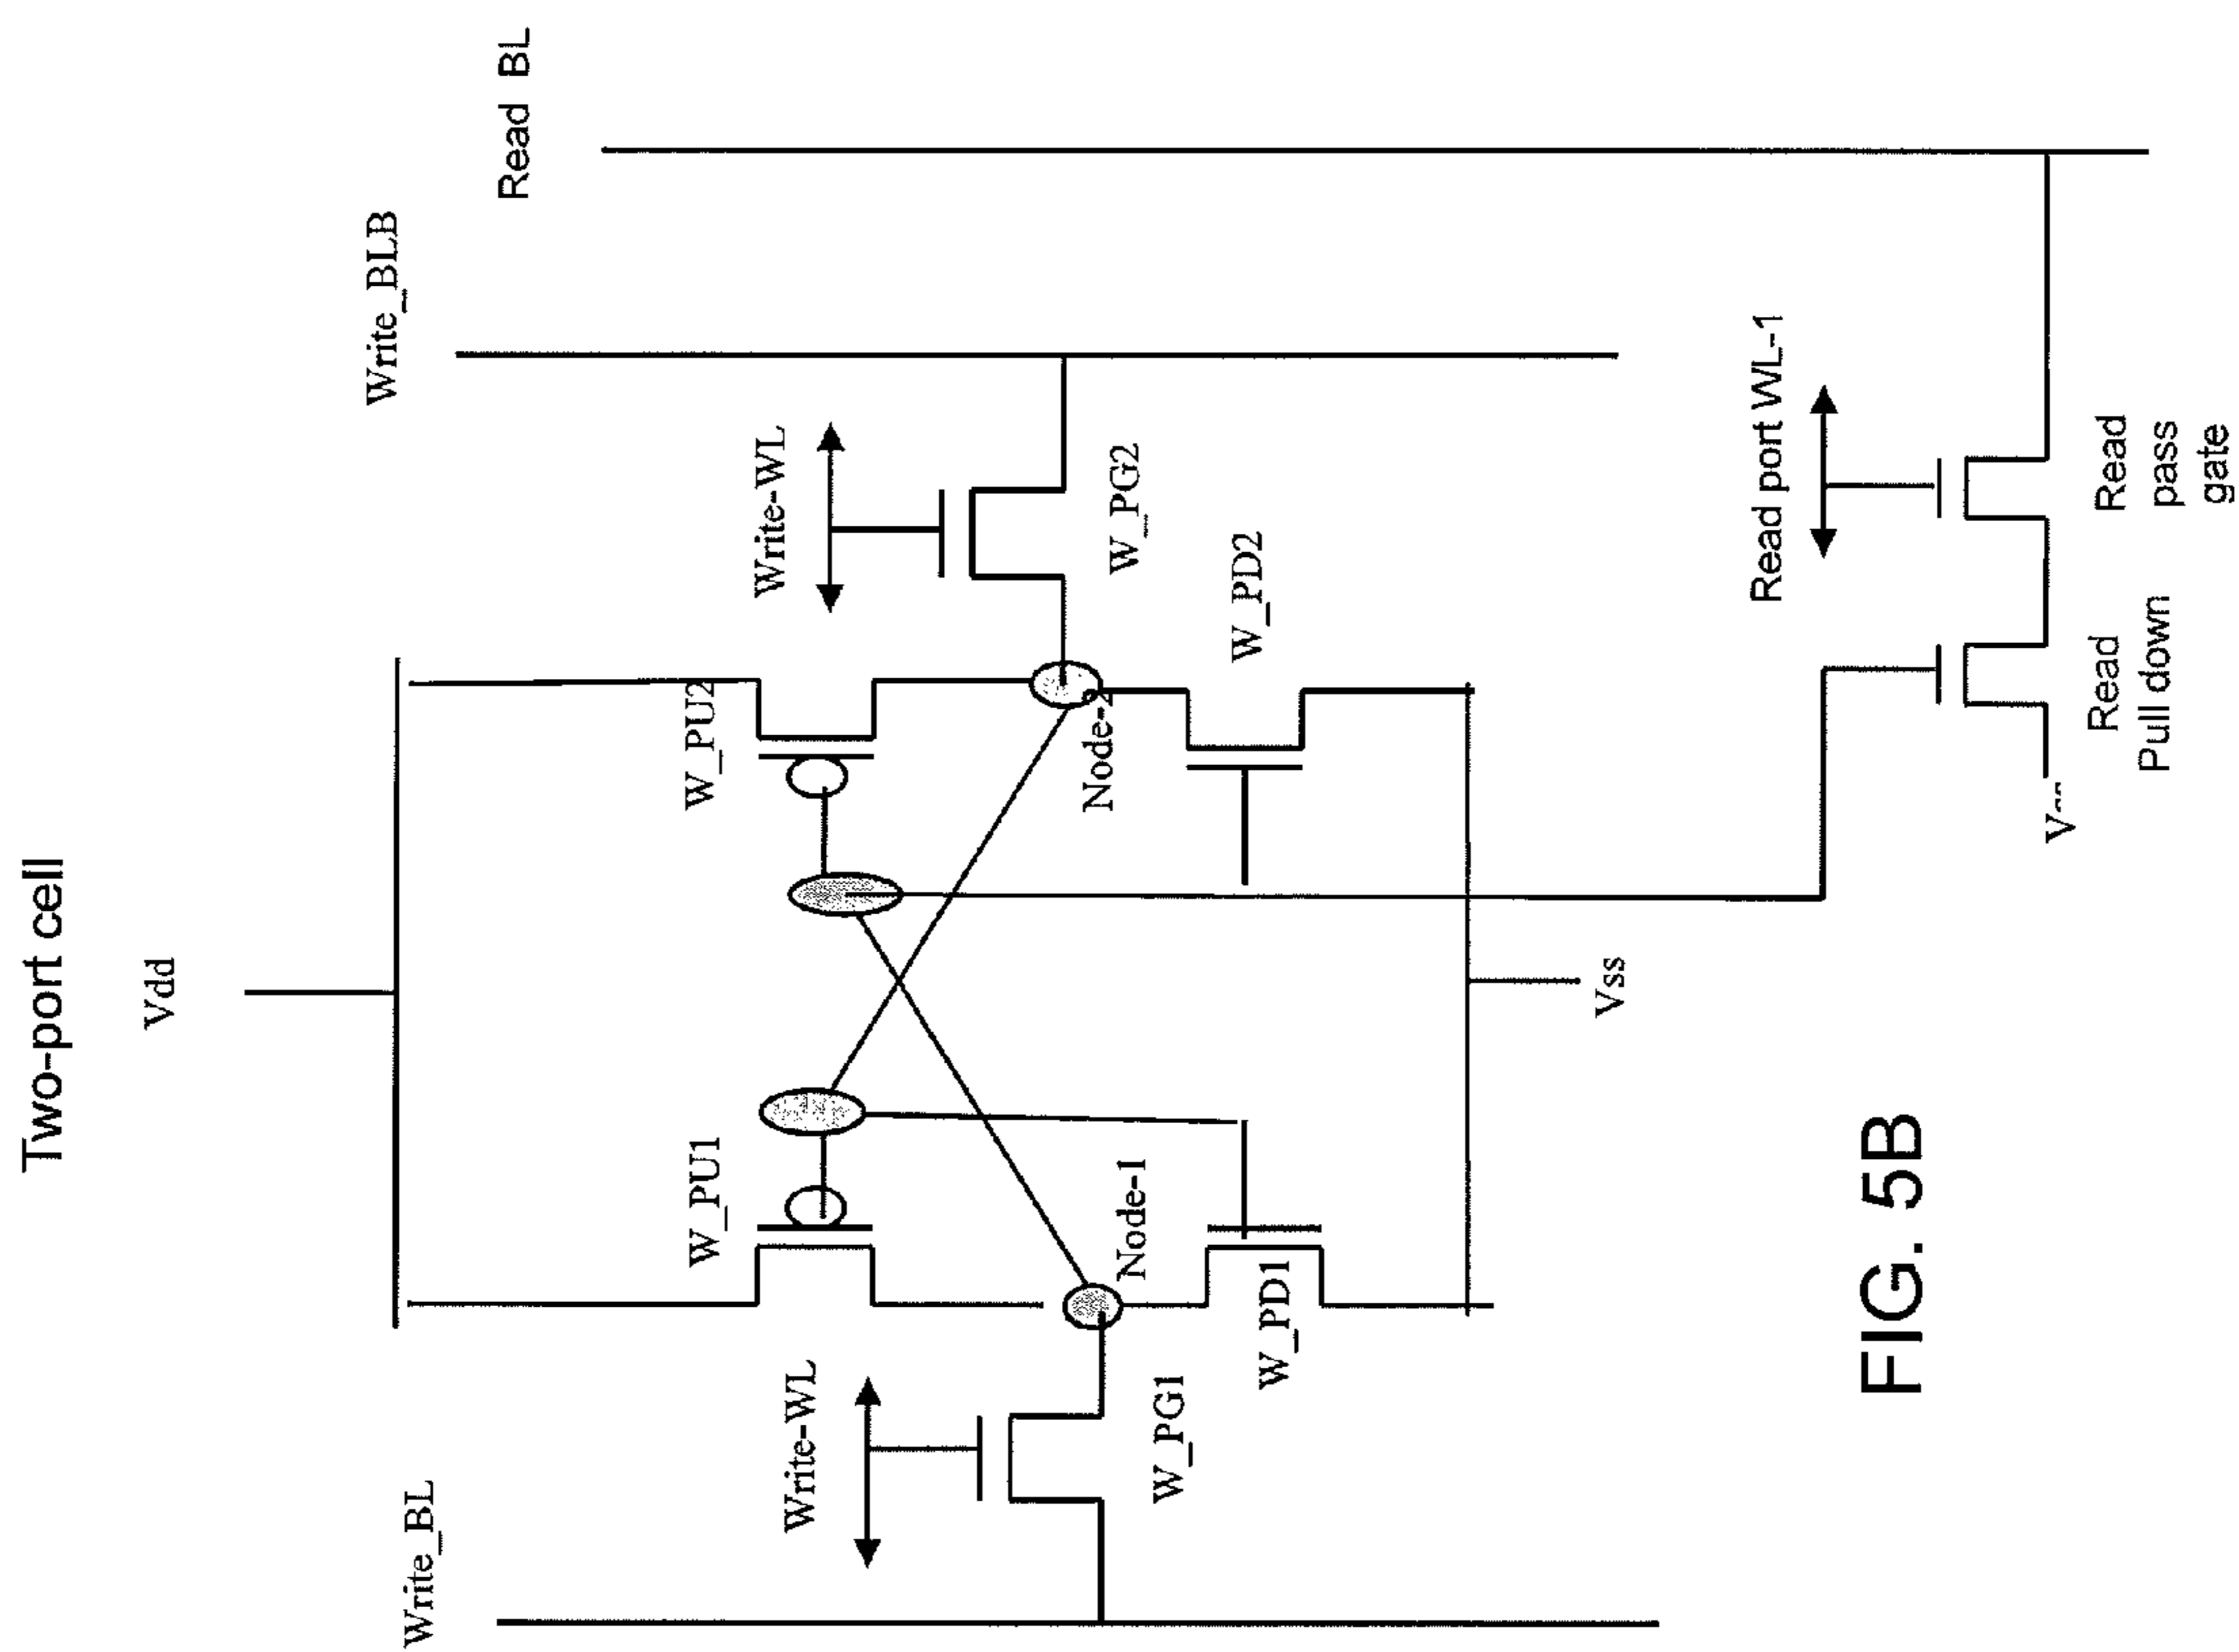 Two-port cell
Vdd
Write_BL
Write_BLB
Read BL
W_PU1
W_PU2
Write-WL
Write-WL
Node-1
Node-2
W_PG1
W_PG2
W_PD1
W_PD2
Vss
Read port WL-1
Read
Pull down
Read
pass
gate
FIG. 5B